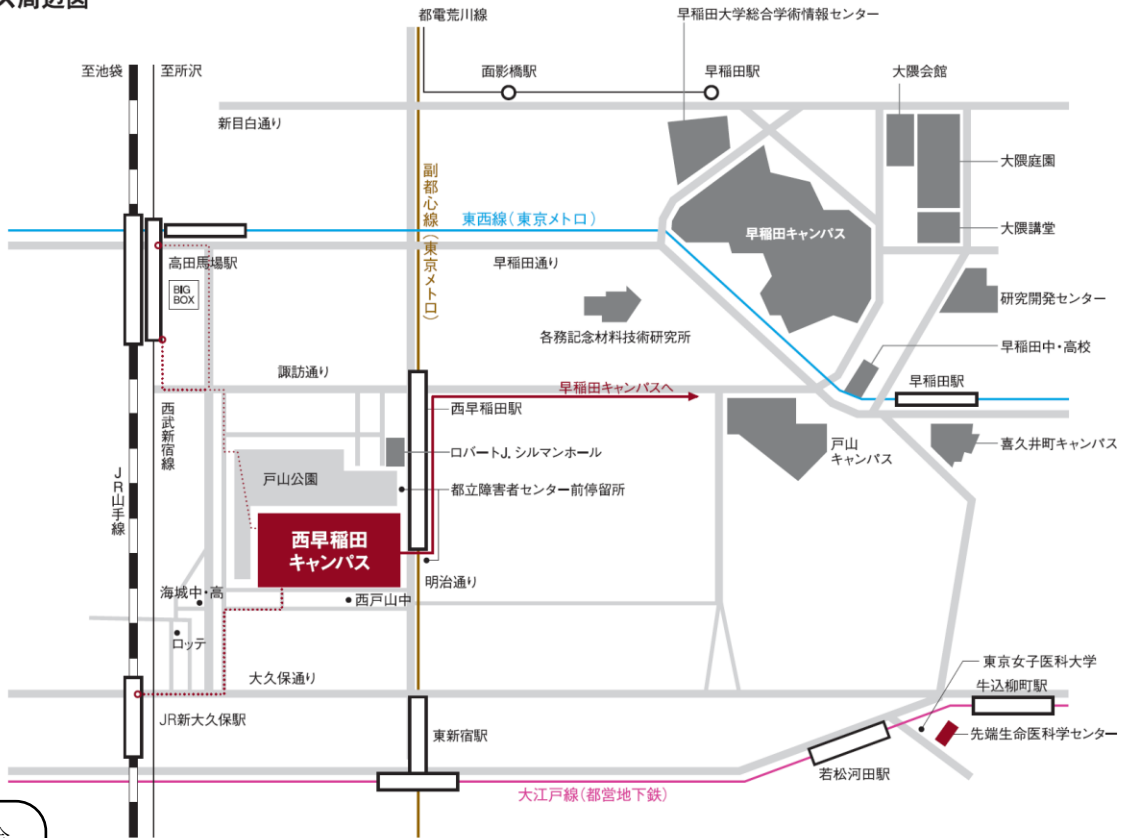 周辺図
都電荒川線
早稲田大学総合学術情報センター
至池袋
至所沢
面影橋駅
早稲田駅
大隈会館
新目白通り
大隈庭園
副都心線(東京メトロ)
東西線(東京メトロ)
大隈講堂
早稲田キャンパス
高田馬場駅
早稲田通り
BIG
BOX
研究開発センター
各務記念材料技術研究所
早稲田中・高校
諏訪通り
早稲田キャンパスへ
早稲田駅
西武新宿線
西早稲田駅
戸山
キャンパス
喜久井町キャンパス
ロバートJ. シルマンホール
戸山公園
JR山手線
都立障害者センター前停留所
西早稲田
キャンパス
明治通り
海城中・高
西戸山中
ロッテ
大久保通り
東京女子医科大学
牛込柳町駅
JR新大久保駅
東新宿駅
先端生命医科学センター
若松河田駅
大江戸線(都営地下鉄)